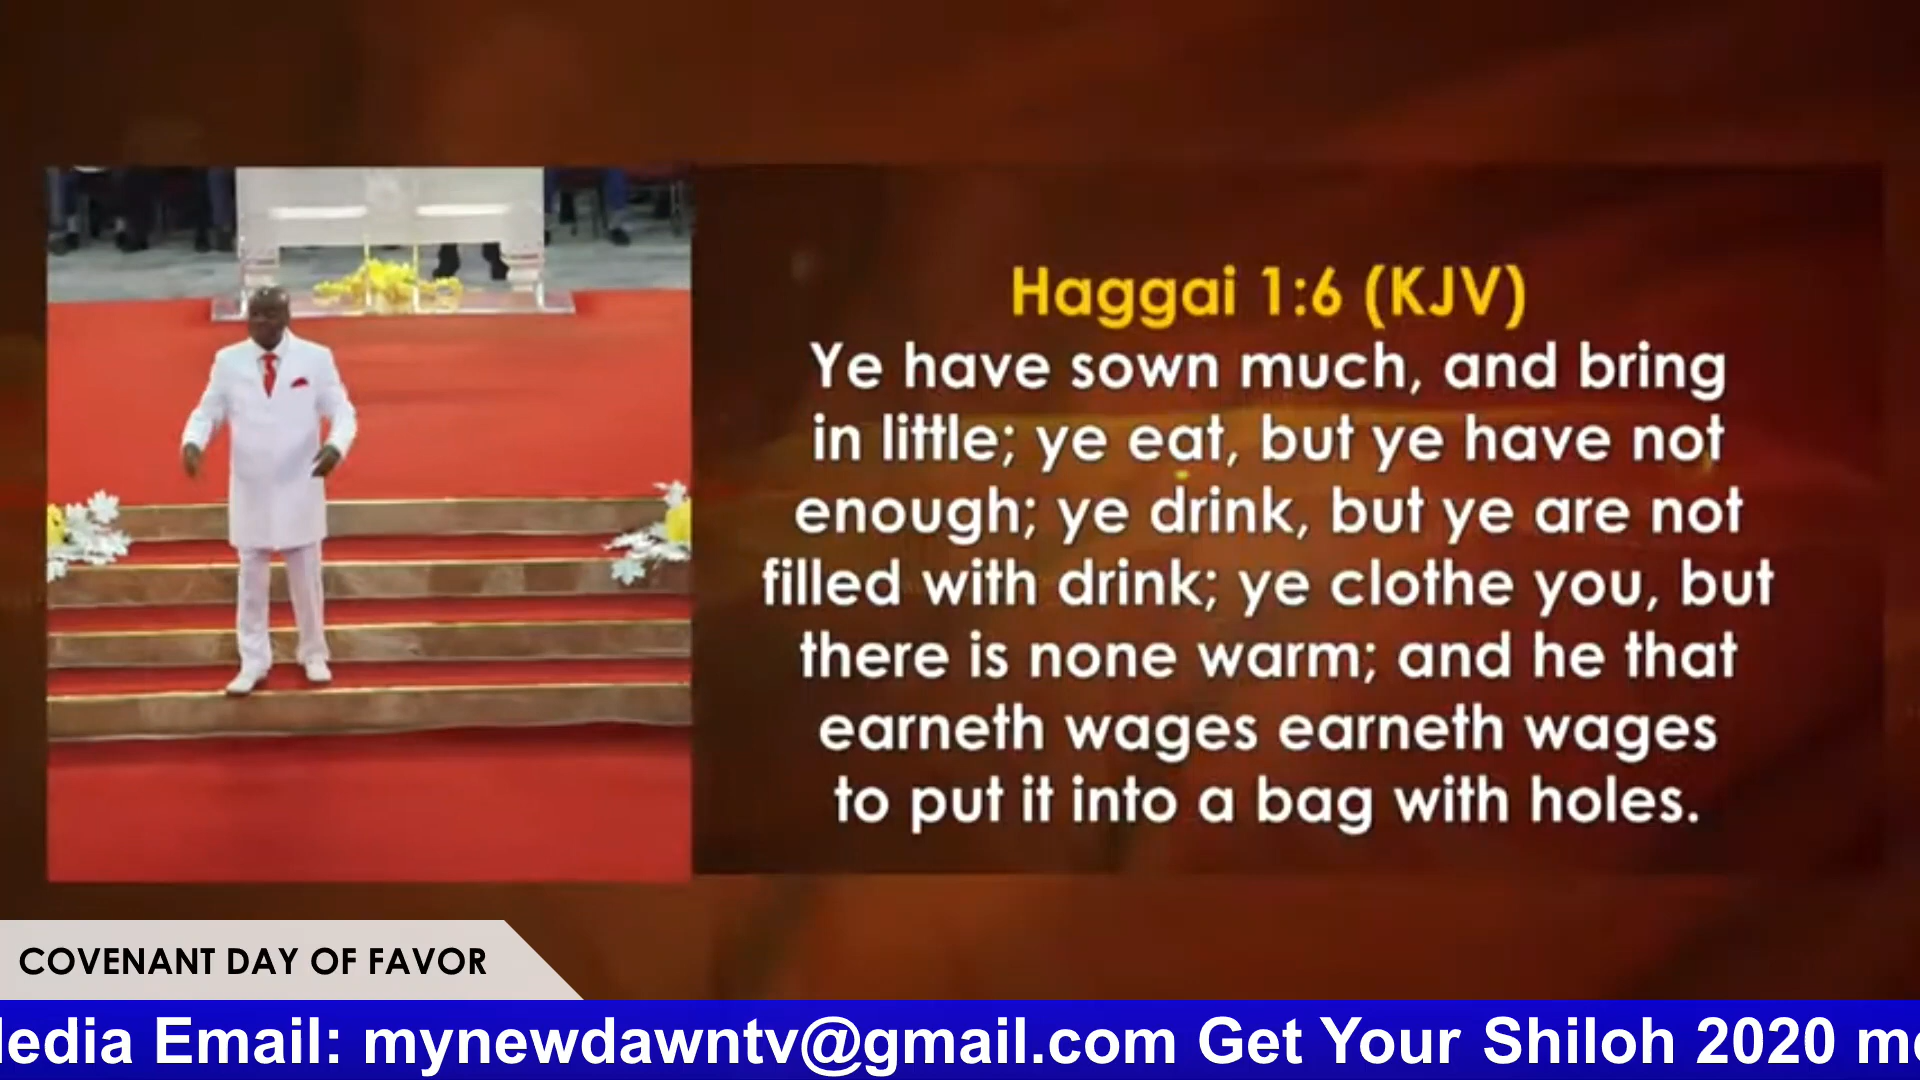 Haggai 1:6 (KJV)
Ye have sown much, and bring
in little; ye eat, but ye have not
enough; ye drink, but ye are not
filled with drink; ye clothe you, but
there is none warm; and he that
earneth wages earneth wages
to put it into a bag with holes.
COVENANT DAY OF FAVOR
Email: mynewdawntv@gmail.com Get Your Shiloh 2020